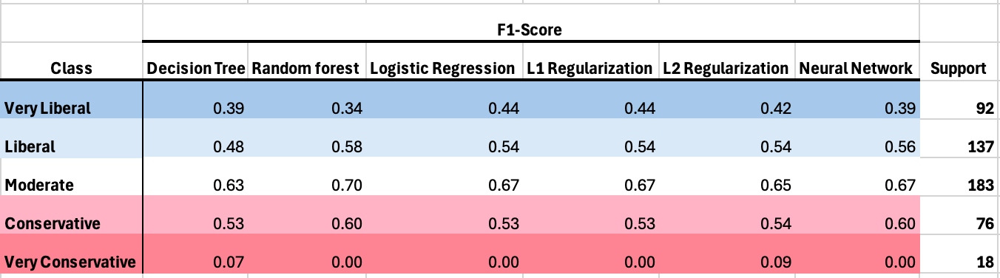 F1-Score
Class Decision Tree Random forest Logistic Regression L1 Regularization L2 Regularization Neural Network Support
Very Liberal 0.39 0.34 0.44 0.44 0.42 0.39 92
Liberal 0.48 0.58 0.54 0.54 0.54 0.56 137
Moderate 0.63 0.70 0.67 0.67 0.65 0.67 183
Conservative 0.53 0.60 0.53 0.53 0.54 0.60 76
Very Conservative 0.07 0.00 0.00 0.00 0.09 0.00 18